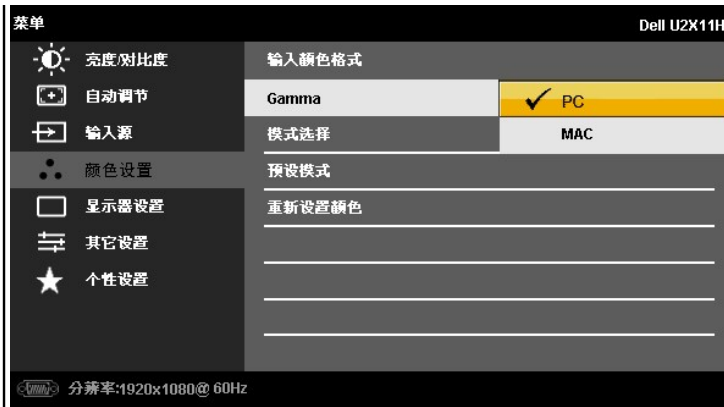 菜单 Dell U2X11H
亮度/对比度 输入颜色格式
自动调节 Gamma ✓ PC
输入源 模式选择 MAC
颜色设置 预设模式
显示器设置 重新设置颜色
其它设置
个性设置
分辨率:1920x1080@ 60Hz